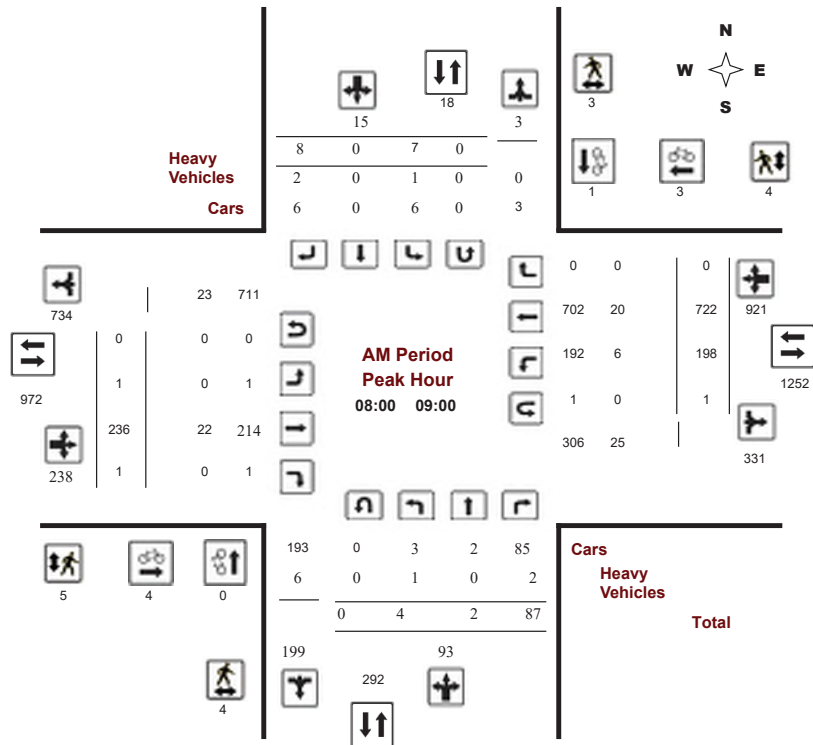 N
W E
S
18
3
15 3
8 0 7 0
Heavy
Vehicles
2 0 1 0 0
Cars
6 0 6 0 3
1 3 4
734
23 711
0 0 0
972
1 0 1
236 22 214
238
1 0 1
AM Period
Peak Hour
08:00 09:00
0 0 0
702 20 722 921
192 6 198
1252
1 0 1
306 25
331
5 4 0
4
193 0 3 2 85
Cars
6 0 1 0 2
Heavy
Vehicles
0 4 2 87
Total
199 93
292